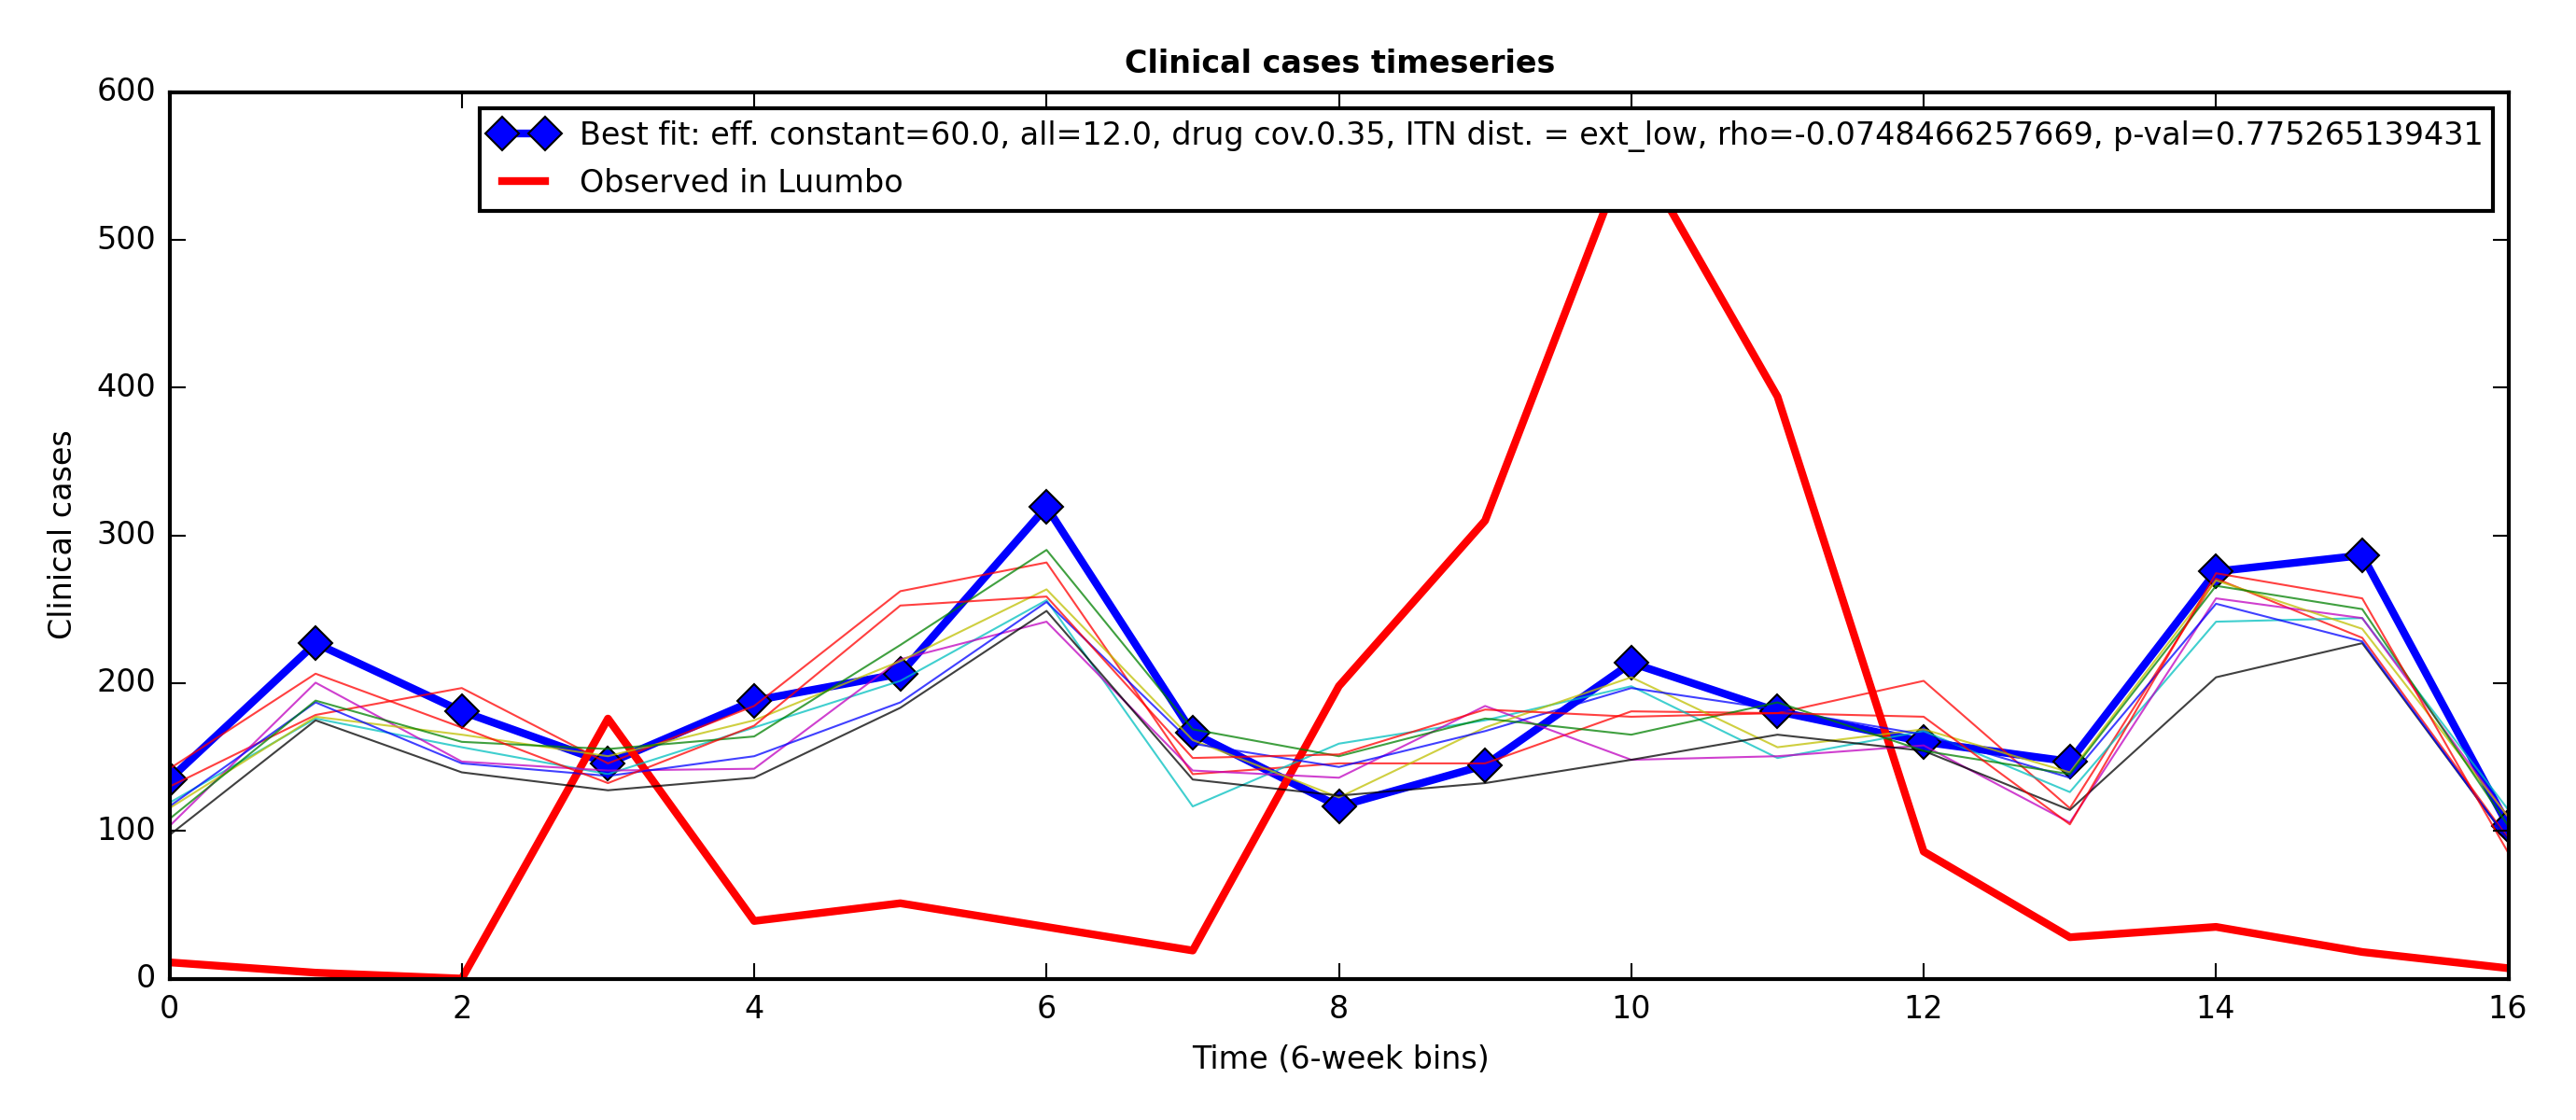 Clinical cases timeseries
600
500
400
300
200
100
0
Clinical cases
Best fit: eff. constant=60.0, all=12.0, drug cov.0.35, ITN dist. = ext_low, rho=-0.0748466257669, p-val=0.775265139431
Observed in Luumbo
0 2 4 6 8 10 12 14 16
Time (6-week bins)